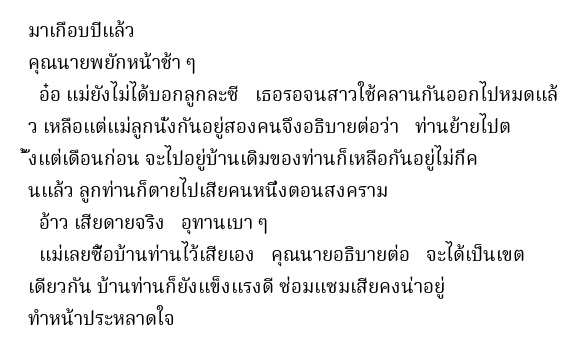 มาเกือบปีแล้ว
คุณนายพยักหน้าช้า ๆ
อ๋อ แม่ยังไม่ได้บอกลูกละซี เธอรอจนสาวใช้คลานกันออกไปหมดแล้
ว เหลือแต่แม่ลูกนั่งกันอยู่สองคนจึงอธิบายต่อว่า ท่านย้ายไปต
ั้งแต่เดือนก่อน จะไปอยู่บ้านเดิมของท่านก็เหลือกันอยู่ไม่กี่ค
นแล้ว ลูกท่านก็ตายไปเสียคนหนึ่งตอนสงคราม
อ้าว เสียดายจริง อุทานเบา ๆ
แม่เลยซื้อบ้านท่านไว้เสียเอง คุณนายอธิบายต่อ จะได้เป็นเขต
เดียวกัน บ้านท่านก็ยังแข็งแรงดี ซ่อมแซมเสียคงน่าอยู่
ทำหน้าประหลาดใจ